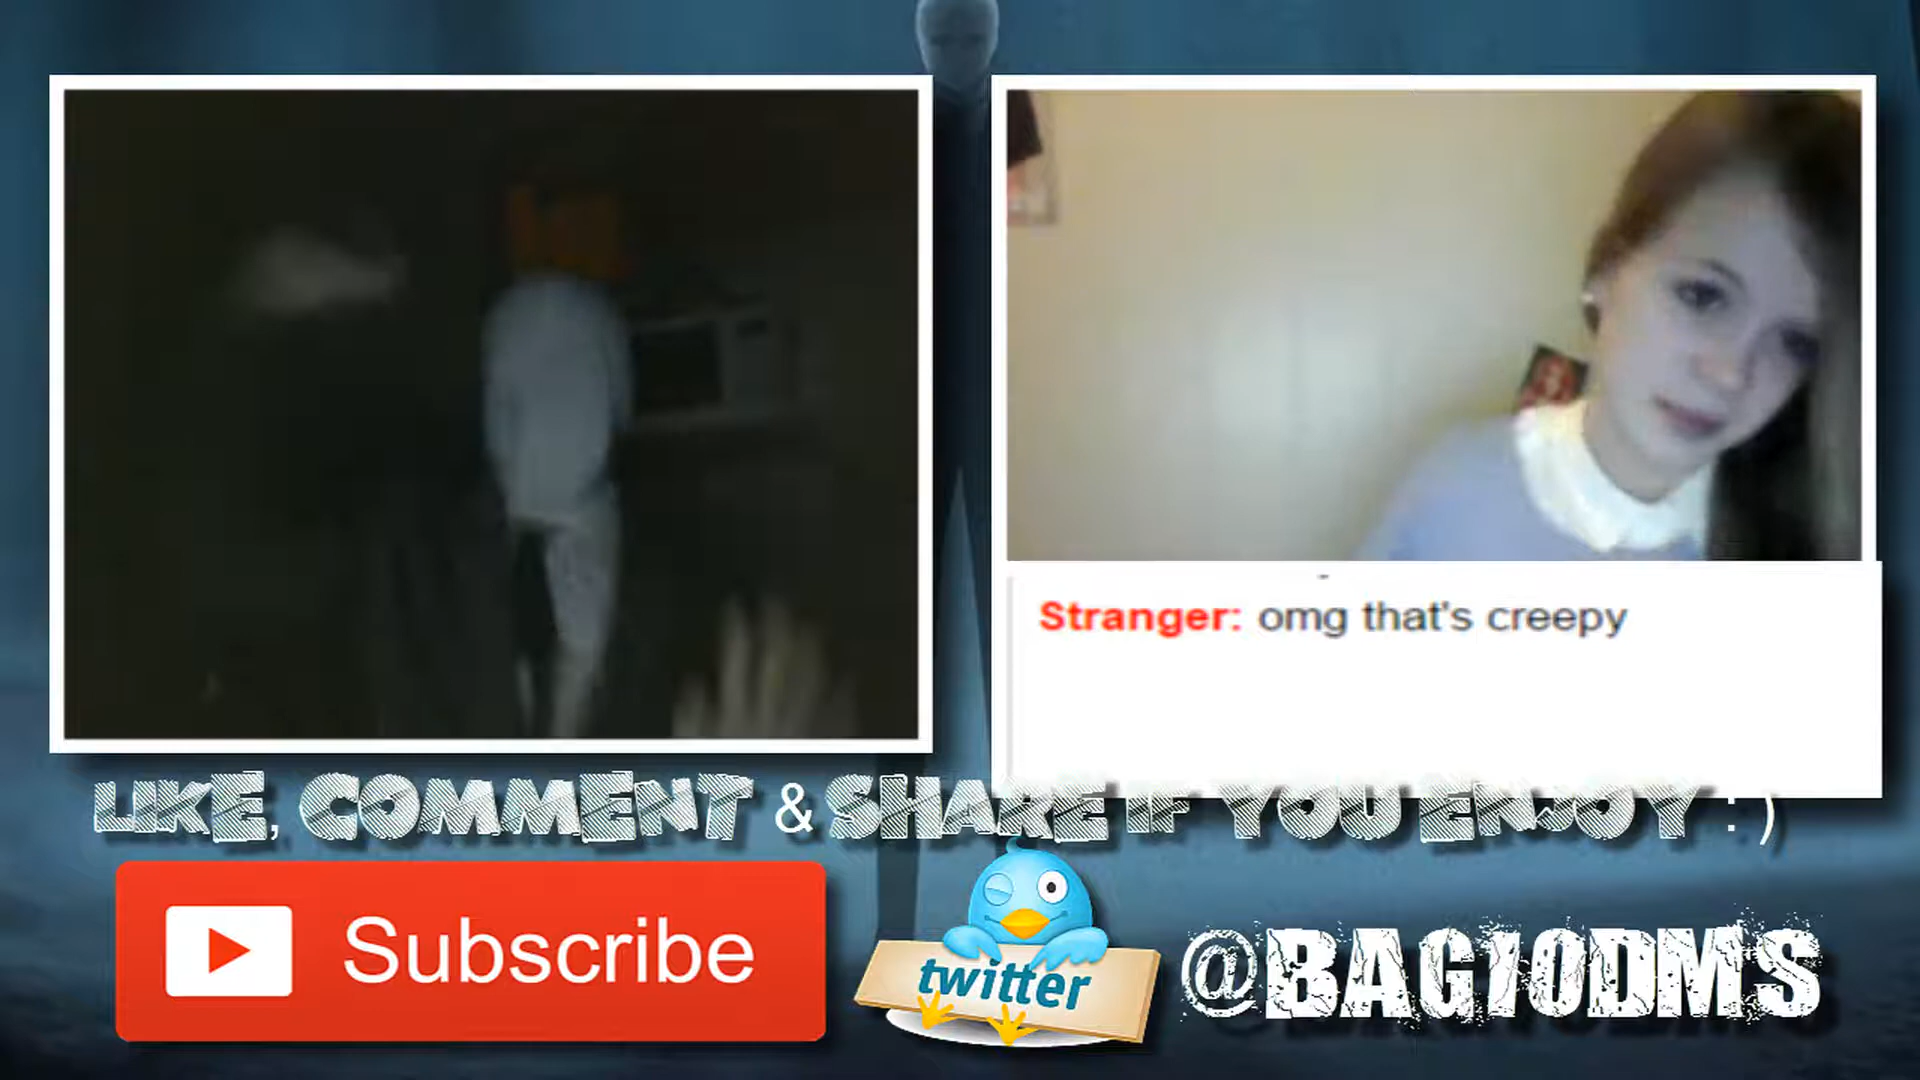 Stranger: omg that's creepy
LIKE, COMMENT & SHARE IF YOU ENJOY :)
Subscribe
twitter
@BAG10DMS